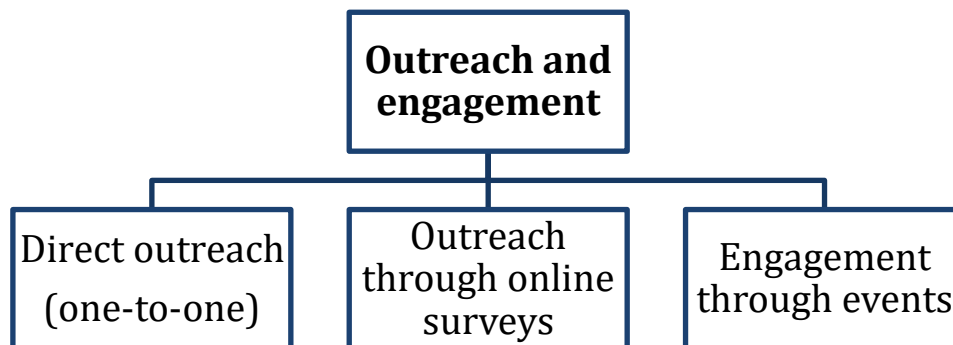 Outreach and
engagement
Direct outreach
(one-to-one)
Outreach
through online
surveys
Engagement
through events